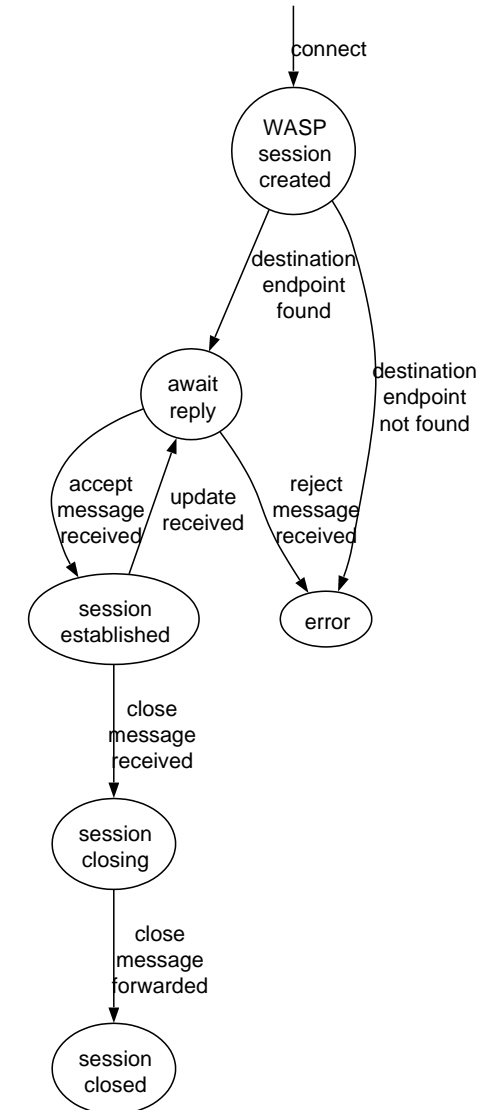 connect
WASP
session
created
destination
endpoint
found
destination
endpoint
not found
await
reply
accept
message
received
update
received
reject
message
received
session
established
error
close
message
received
session
closing
close
message
forwarded
session
closed